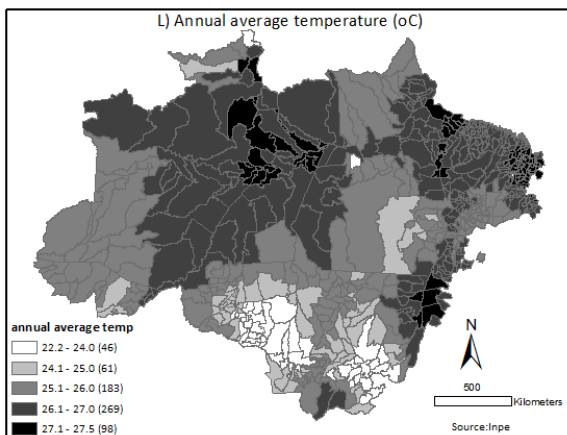 L) Annual average temperature (oC)
annual average temp
22.2 - 24.0 (46)
24.1 - 25.0 (61)
25.1 - 26.0 (183)
26.1 - 27.0 (269)
27.1 - 27.5 (98)
N
500
Kilometers
Source:Inpe